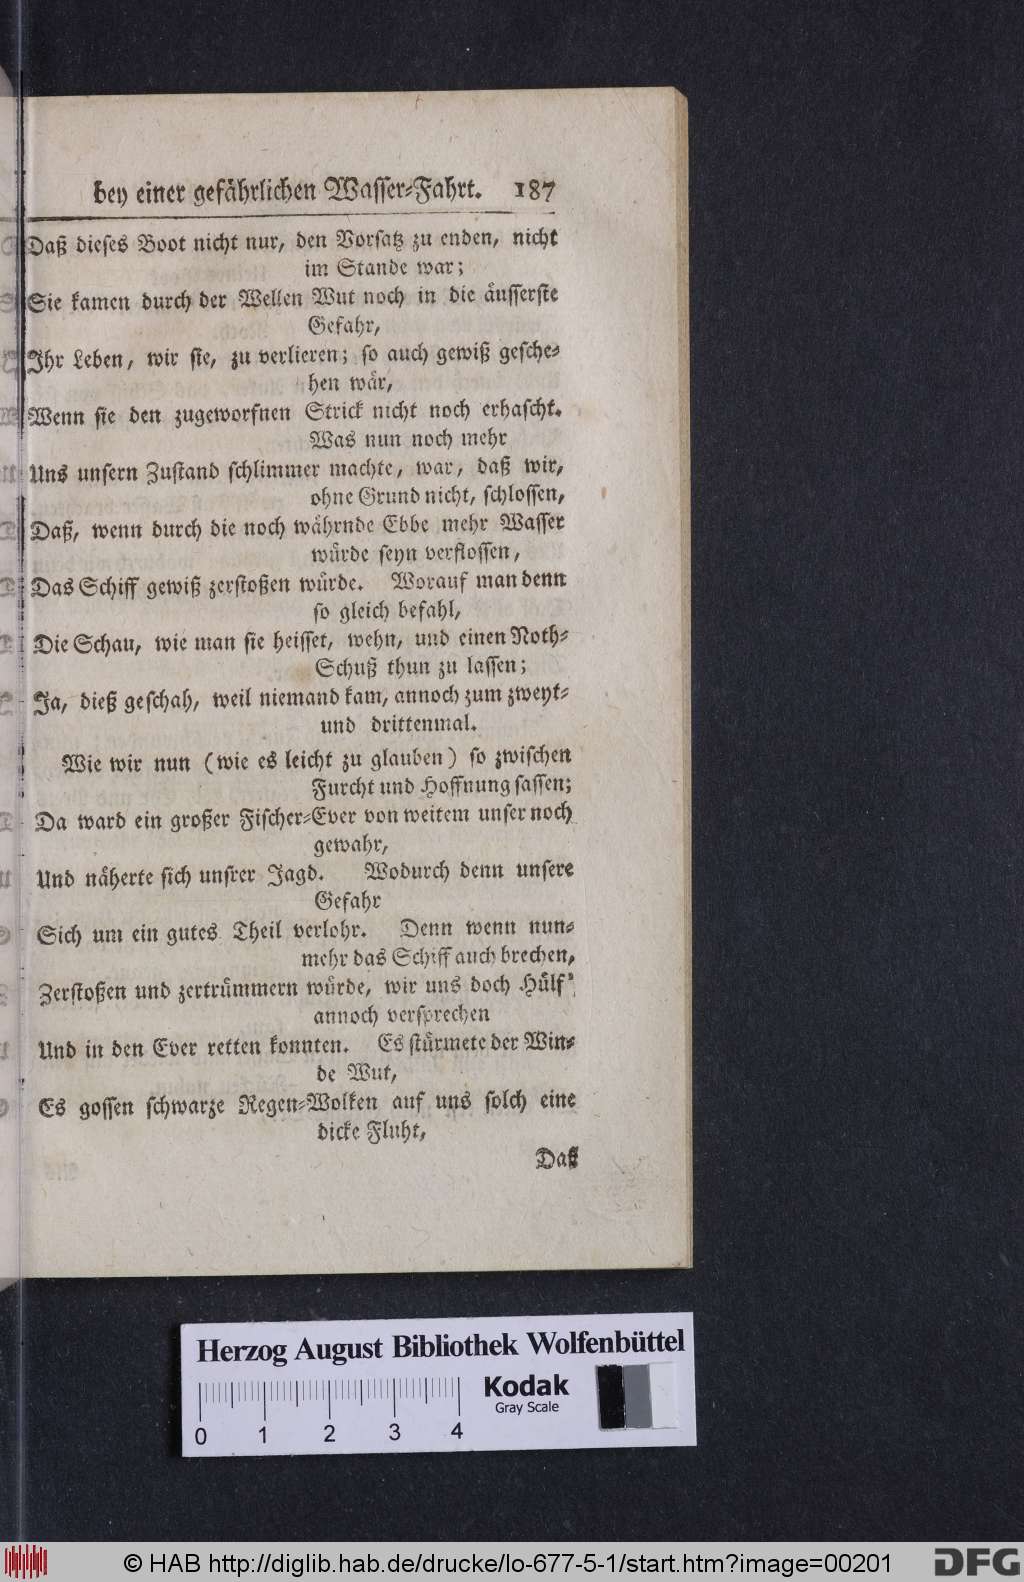 bey einer gefährlichen Wasser-Fahrt. 187
Daß dieses Boot nicht nur, den Vorsatz zu enden, nicht
im Stande war;
Sie kamen durch der Wellen Wut noch in die äusserste
Gefahr,
Ihr Leben, wir sie, zu verlieren; so auch gewiß gesche-
hen wär,
Wenn sie den zugeworfnen Strick nicht noch erhascht.
Was nun noch mehr
Uns unsern Zustand schlimmer machte, war, daß wir,
ohne Grund nicht, schlossen,
Daß, wenn durch die noch währnde Ebbe mehr Wasser
würde seyn verflossen,
Das Schiff gewiß zerstoßen würde. Worauf man denn
so gleich befahl,
Die Schau, wie man sie heisset, wehn, und einen Noth-
Schuß thun zu lassen;
Ja, dieß geschah, weil niemand kam, annoch zum zweyt-
und drittenmal.
Wie wir nun (wie es leicht zu glauben) so zwischen
Furcht und Hoffnung sassen;
Da ward ein großer Fischer-Ever von weitem unser noch
gewahr,
Und näherte sich unsrer Jagd. Wodurch denn unsere
Gefahr
Sich um ein gutes Theil verlohr. Denn wenn nun-
mehr das Schiff auch brechen,
Zerstoßen und zertrümmern würde, wir uns doch Hülf'
annoch versprechen
Und in den Ever retten konnten. Es stürmete der Win-
de Wut,
Es gossen schwarze Regen-Wolken auf uns solch eine
dicke Fluht,
Daß
Herzog August Bibliothek Wolfenbüttel
Kodak
Gray Scale
0 1 2 3 4
© HAB http://diglib.hab.de/drucke/lo-677-5-1/start.htm?image=00201
DFG